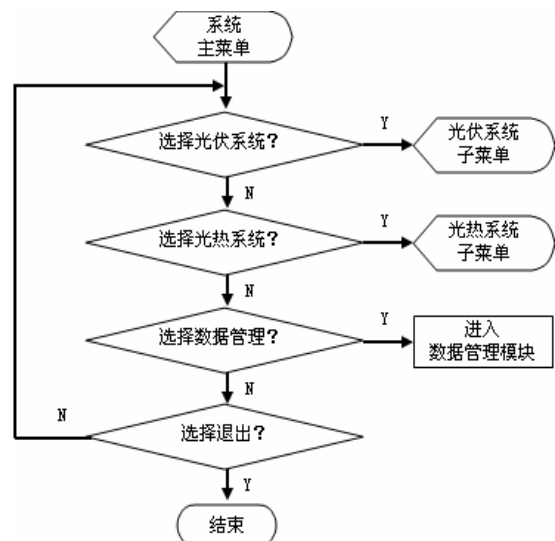 系统
主菜单
选择光伏系统?
Y
光伏系统
子菜单
N
选择光热系统?
Y
光热系统
子菜单
N
选择数据管理?
Y
进入
数据管理模块
N
N
选择退出?
Y
结束